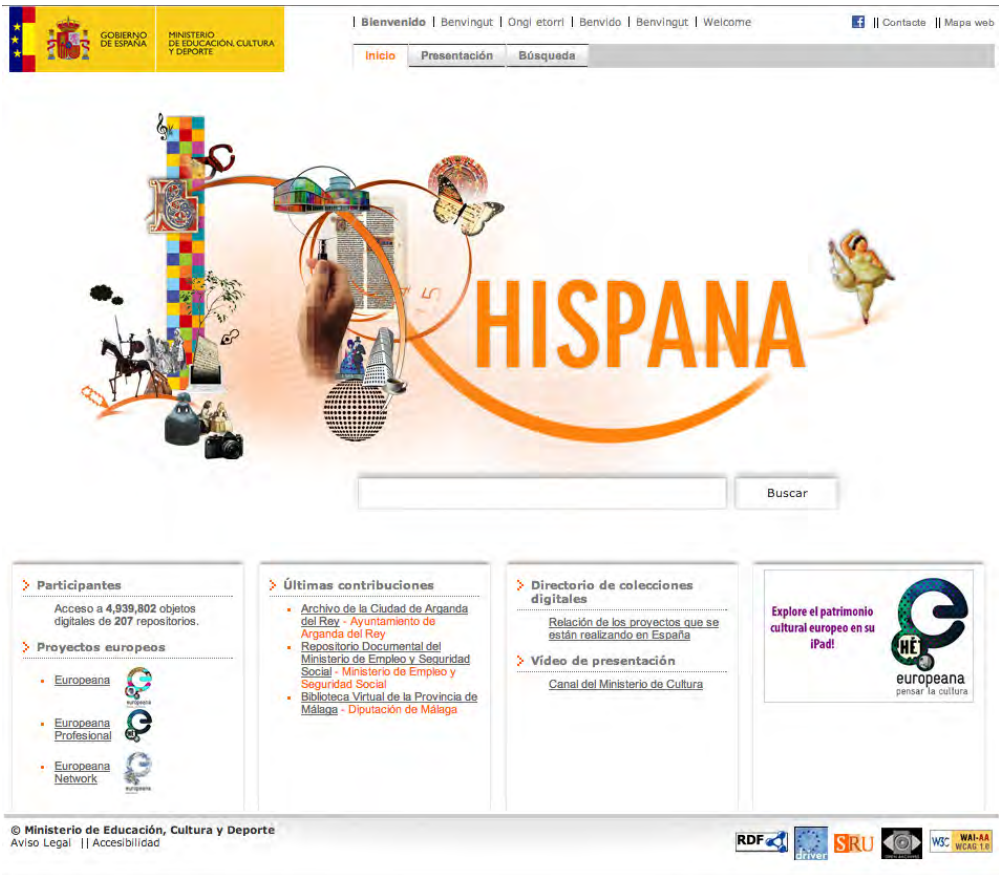 GOBIERNO
DE ESPAÑA
MINISTERIO
DE EDUCACIÓN, CULTURA
Y DEPORTE
| Bienvenido | Benvingut | Ongi etorri | Benvido | Benvingut | Welcome
|| Contacte || Mapa web
Inicio Presentación Búsqueda
HISPANA
Buscar
Participantes
Acceso a 4,939,802 objetos
digitales de 207 repositorios.
Proyectos europeos
Europeana
europeana
Europeana
Profesional
Europeana
Network
europeana
Últimas contribuciones
Archivo de la Ciudad de Arganda
del Rey - Ayuntamiento de
Arganda del Rey
Repositorio Documental del
Ministerio de Empleo y Seguridad
Social - Ministerio de Empleo y
Seguridad Social
Biblioteca Virtual de la Provincia de
Málaga - Diputación de Málaga
Directorio de colecciones
digitales
Relación de los proyectos que se
están realizando en España
Vídeo de presentación
Canal del Ministerio de Cultura
Explore el patrimonio
cultural europeo en su
iPad!
HÉ!
europeana
pensar la cultura
© Ministerio de Educación, Cultura y Deporte
Aviso Legal || Accesibilidad
RDF
driver
SRU
OPEN ARCHIVES
W3C WAI-AA
WCAG 1.0